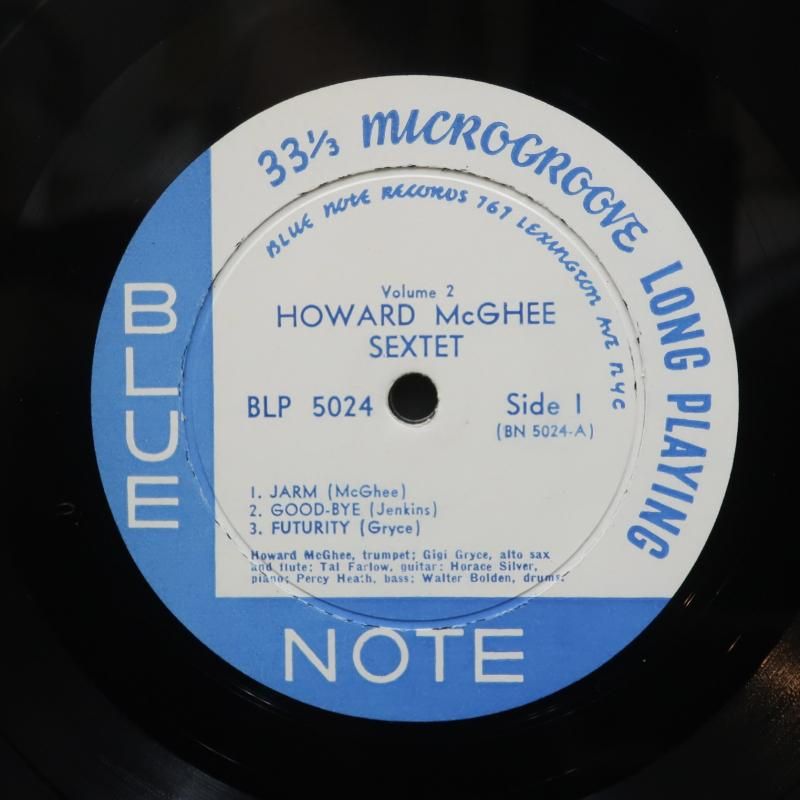 33⅓ MICROGROOVE LONG PLAYING
BLUE NOTE RECORDS 767 LEXINGTON AVE NYC
BLUE
Volume 2
HOWARD McGHEE
SEXTET
BLP 5024
Side 1
(BN 5024-A)
1. JARM (McGhee)
2. GOOD-BYE (Jenkins)
3. FUTURITY (Gryce)
Howard McGhee, trumpet; Gigi Gryce, alto sax
and flute; Tal Farlow, guitar; Horace Silver,
piano; Percy Heath, bass; Walter Bolden, drums.
NOTE